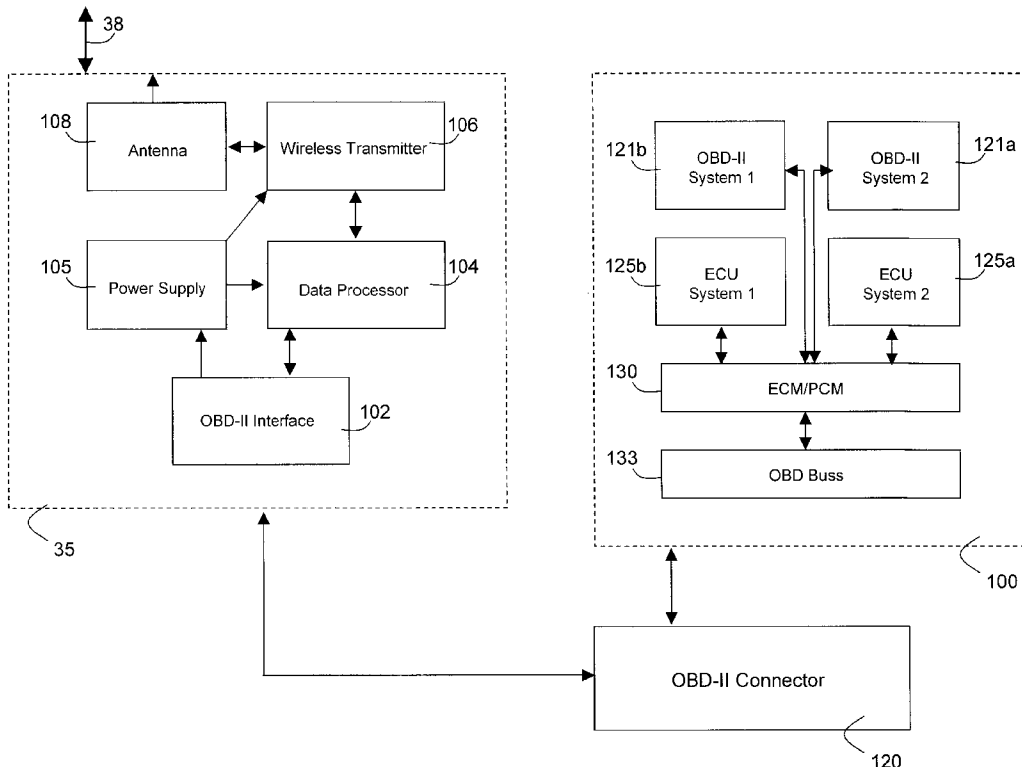 38
108
Antenna
106
Wireless Transmitter
105
Power Supply
104
Data Processor
OBD-II Interface
102
35
121b
OBD-II
System 1
121a
OBD-II
System 2
125b
ECU
System 1
125a
ECU
System 2
130
ECM/PCM
133
OBD Buss
100
OBD-II Connector
120